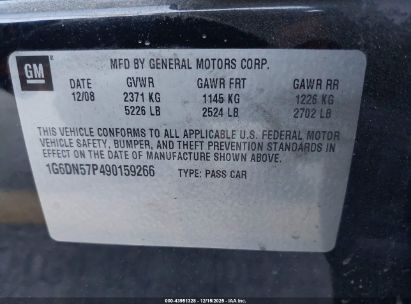 GM
MFD BY GENERAL MOTORS CORP.
DATE GVWR GAWR FRT GAWR RR
12/08 2371 KG 1145 KG 1226 KG
5226 LB 2524 LB 2702 LB
THIS VEHICLE CONFORMS TO ALL APPLICABLE U.S. FEDERAL MOTOR
VEHICLE SAFETY, BUMPER, AND THEFT PREVENTION STANDARDS IN
EFFECT ON THE DATE OF MANUFACTURE SHOWN ABOVE.
1G6DN57P490159266 TYPE: PASS CAR